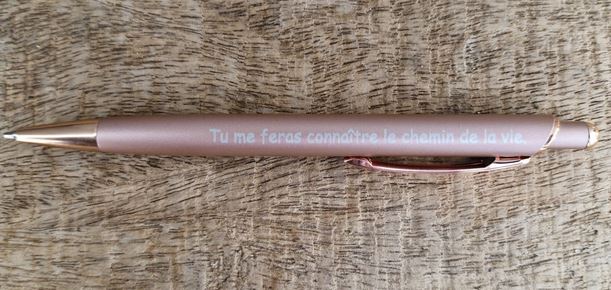 Tu me feras connaître le chemin de la vie.